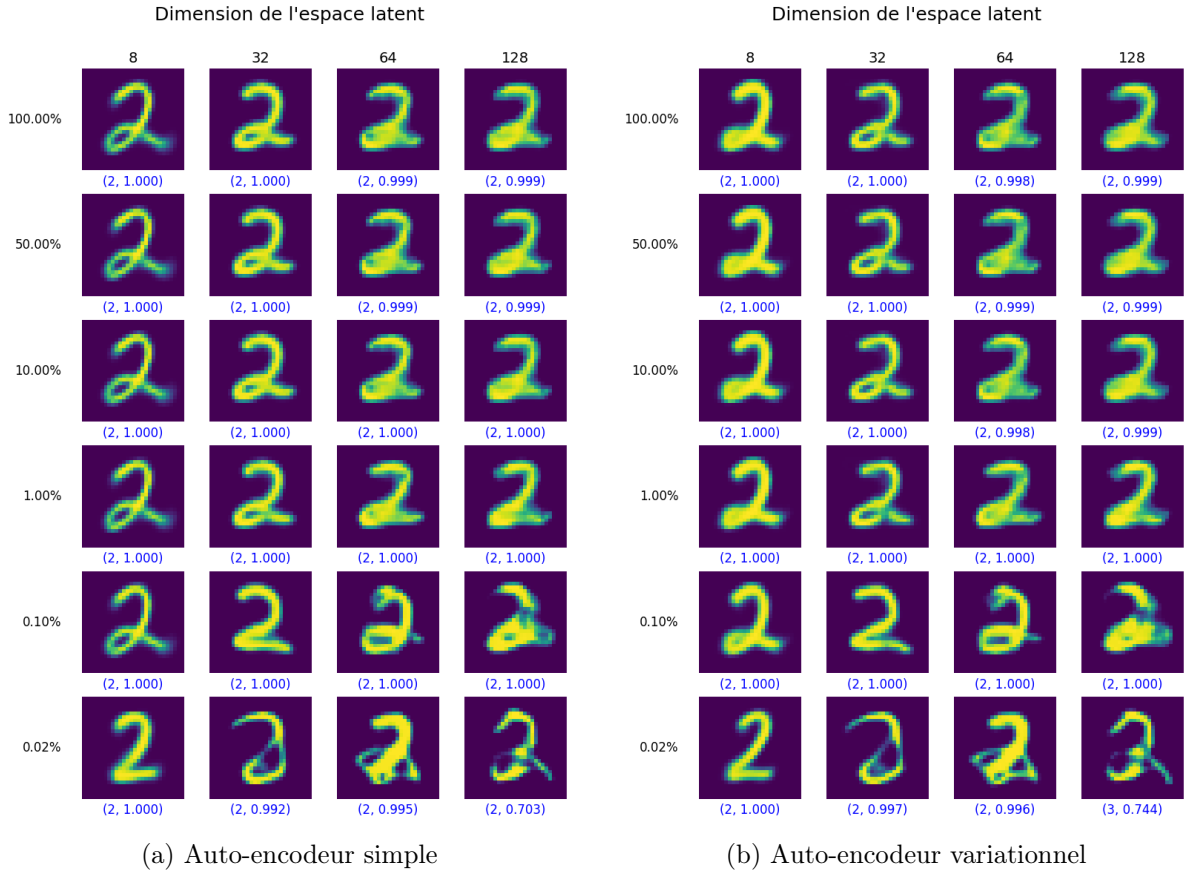 Dimension de l'espace latent Dimension de l'espace latent
8 32 64 128 8 32 64 128
100.00% 100.00%
(2, 1.000) (2, 1.000) (2, 0.999) (2, 0.999) (2, 1.000) (2, 1.000) (2, 0.998) (2, 0.999)
50.00% 50.00%
(2, 1.000) (2, 1.000) (2, 0.999) (2, 0.999) (2, 1.000) (2, 1.000) (2, 0.999) (2, 0.999)
10.00% 10.00%
(2, 1.000) (2, 1.000) (2, 1.000) (2, 1.000) (2, 1.000) (2, 1.000) (2, 0.998) (2, 0.999)
1.00% 1.00%
(2, 1.000) (2, 1.000) (2, 1.000) (2, 1.000) (2, 1.000) (2, 1.000) (2, 1.000) (2, 1.000)
0.10% 0.10%
(2, 1.000) (2, 1.000) (2, 1.000) (2, 1.000) (2, 1.000) (2, 1.000) (2, 1.000) (2, 1.000)
0.02% 0.02%
(2, 1.000) (2, 0.992) (2, 0.995) (2, 0.703) (2, 1.000) (2, 0.997) (2, 0.996) (3, 0.744)
(a) Auto-encodeur simple (b) Auto-encodeur variationnel